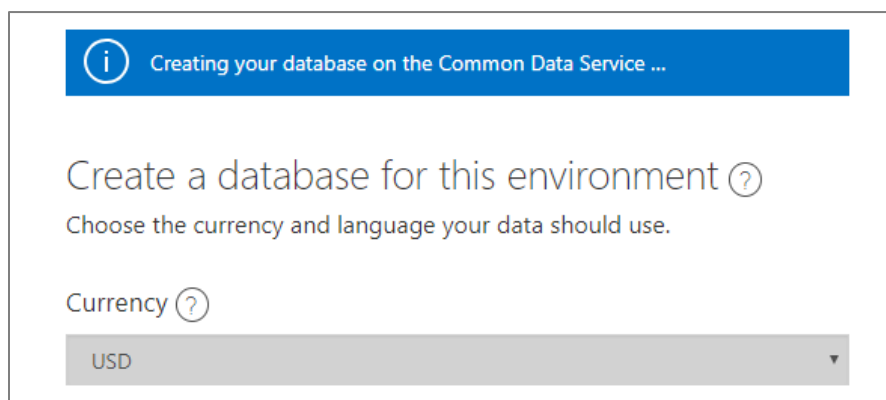 Creating your database on the Common Data Service ...
Create a database for this environment
Choose the currency and language your data should use.
Currency
USD